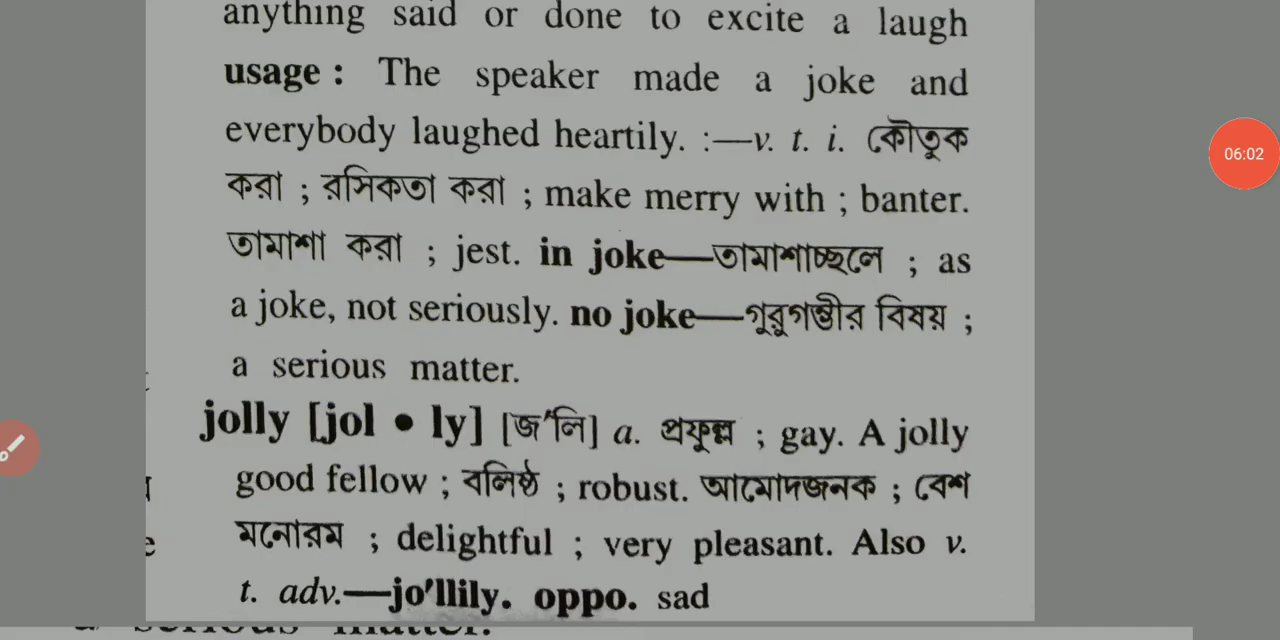 anything said or done to excite a laugh
usage : The speaker made a joke and
everybody laughed heartily. :—v. t. i. কৌতুক
করা ; রসিকতা করা ; make merry with ; banter.
তামাশা করা ; jest. in joke—তামাশাচ্ছলে ; as
a joke, not seriously. no joke—গুরুগম্ভীর বিষয় ;
a serious matter.
jolly [jol • ly] [জ'লি] a. প্রফুল্ল ; gay. A jolly
good fellow ; বলিষ্ঠ ; robust. আমোদজনক ; বেশ
মনোরম ; delightful ; very pleasant. Also v.
t. adv.—jo'llily. oppo. sad
a serious matter.
06:02